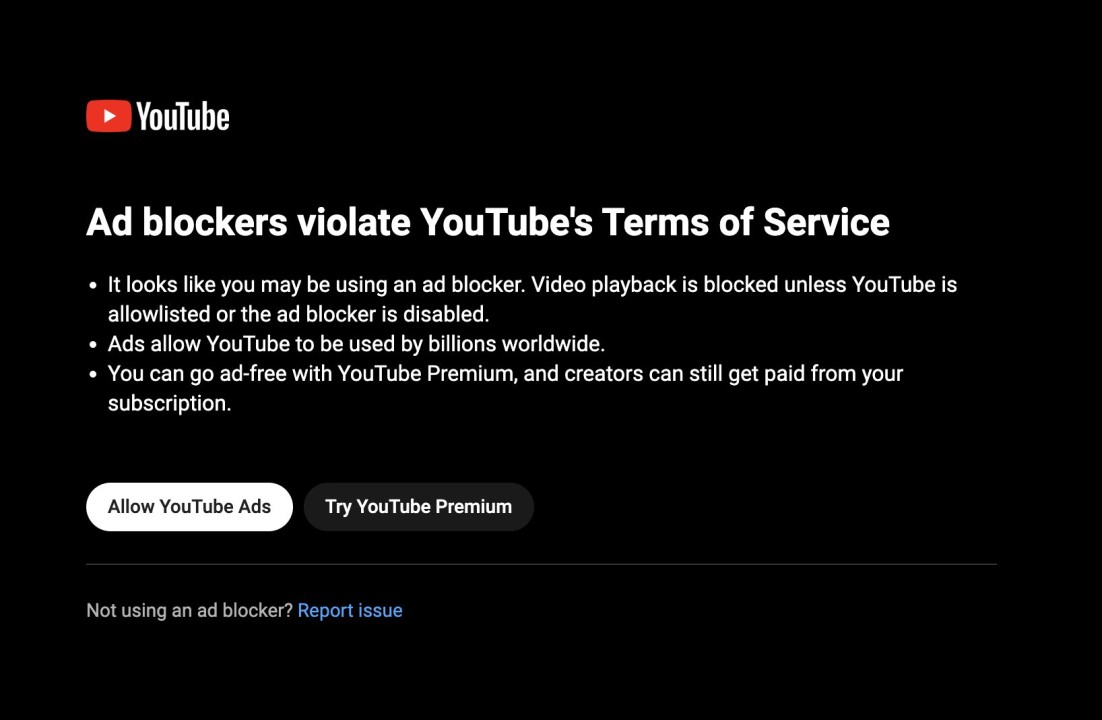 YouTube
Ad blockers violate YouTube's Terms of Service
• It looks like you may be using an ad blocker. Video playback is blocked unless YouTube is
allowlisted or the ad blocker is disabled.
• Ads allow YouTube to be used by billions worldwide.
• You can go ad-free with YouTube Premium, and creators can still get paid from your
subscription.
Allow YouTube Ads Try YouTube Premium
Not using an ad blocker? Report issue